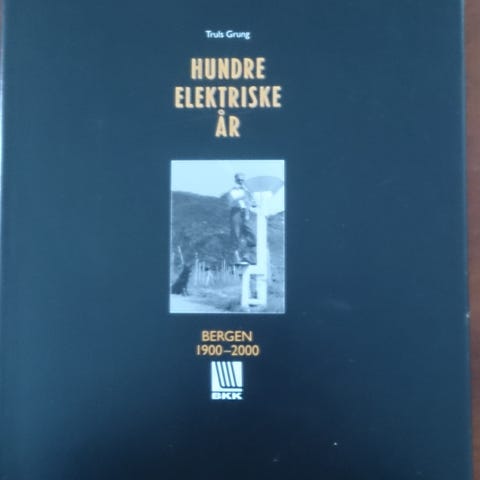 Truls Grung
HUNDRE
ELEKTRISKE
ÅR
BERGEN
1900–2000
BKK